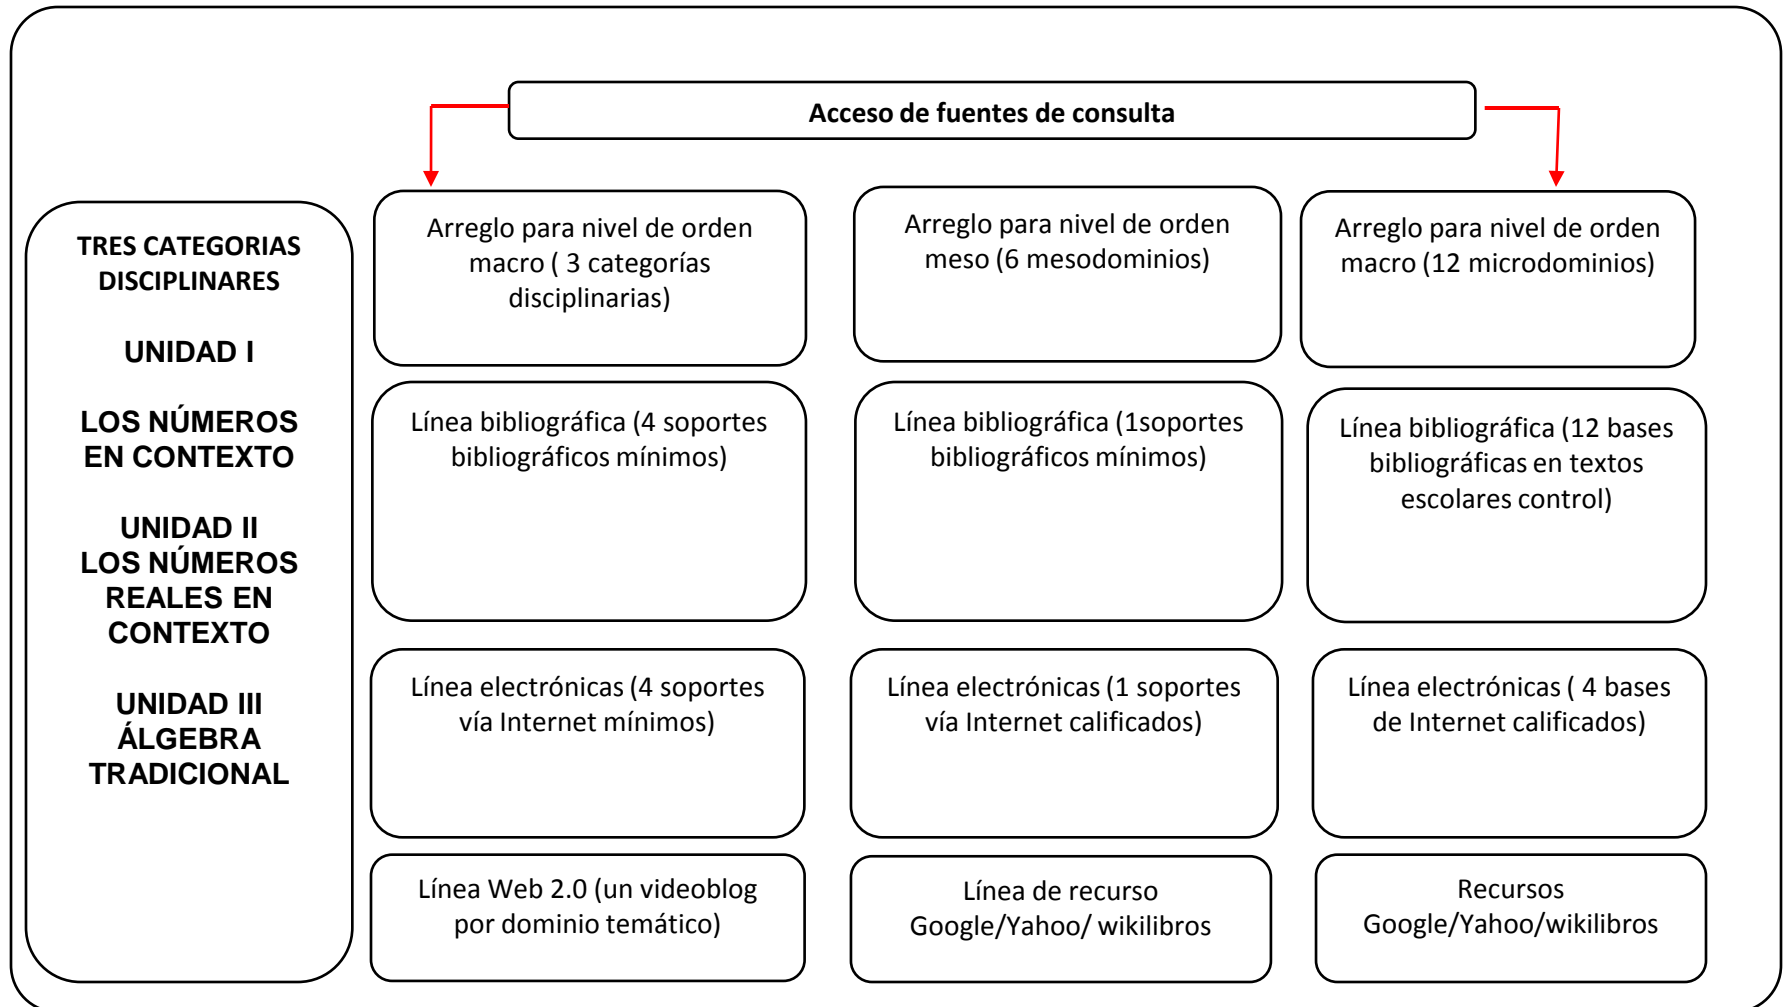 Acceso de fuentes de consulta
TRES CATEGORIAS
DISCIPLINARES
UNIDAD I
LOS NÚMEROS
EN CONTEXTO
UNIDAD II
LOS NÚMEROS
REALES EN
CONTEXTO
UNIDAD III
ÁLGEBRA
TRADICIONAL
Arreglo para nivel de orden
macro ( 3 categorías
disciplinarias)
Arreglo para nivel de orden
meso (6 mesodominios)
Arreglo para nivel de orden
macro (12 microdominios)
Línea bibliográfica (4 soportes
bibliográficos mínimos)
Línea bibliográfica (1soportes
bibliográficos mínimos)
Línea bibliográfica (12 bases
bibliográficas en textos
escolares control)
Línea electrónicas (4 soportes
vía Internet mínimos)
Línea electrónicas (1 soportes
vía Internet calificados)
Línea electrónicas ( 4 bases
de Internet calificados)
Línea Web 2.0 (un videoblog
por dominio temático)
Línea de recurso
Google/Yahoo/ wikilibros
Recursos
Google/Yahoo/wikilibros